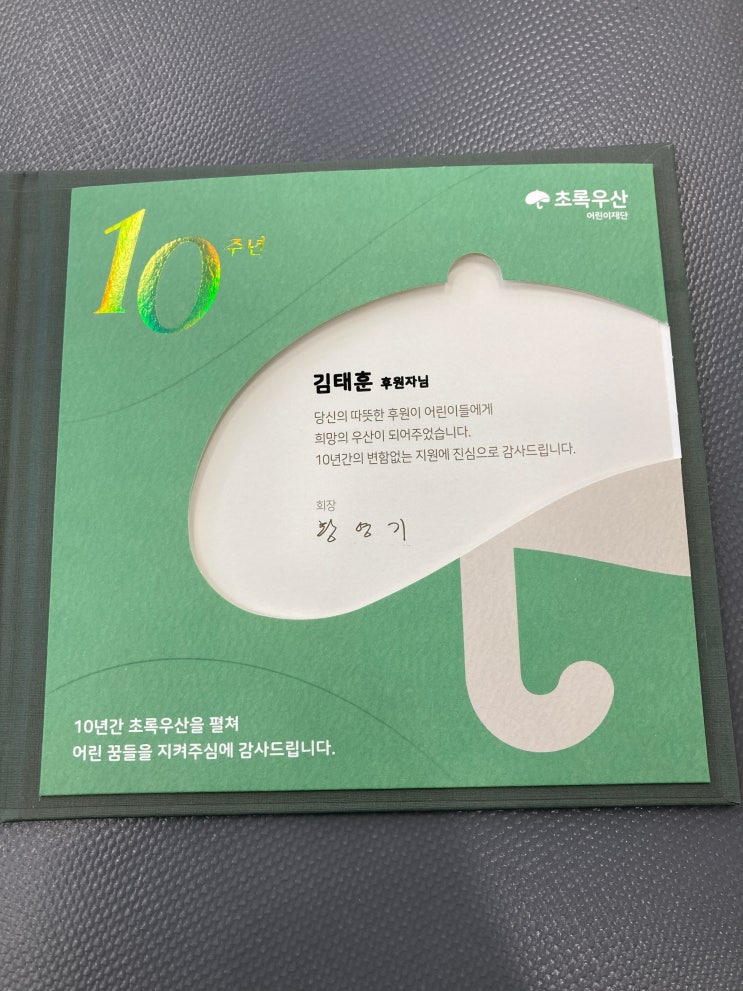 10 주년
초록우산
어린이재단
김태훈 후원자님
당신의 따뜻한 후원이 어린이들에게
희망의 우산이 되어주었습니다.
10년간의 변함없는 지원에 진심으로 감사드립니다.
회장
황영기
10년간 초록우산을 펼쳐
어린 꿈들을 지켜주심에 감사드립니다.